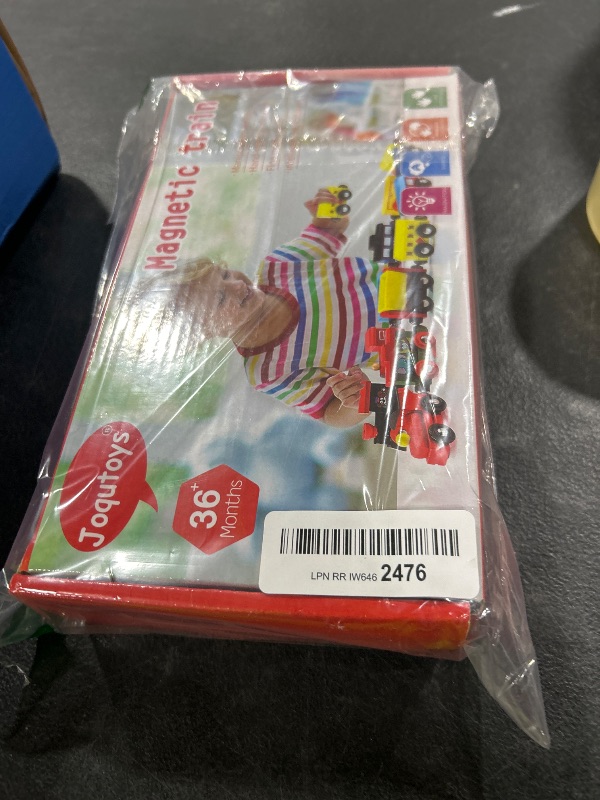 Magnetic train
Joqutoys®
36+
Months
LPN RR IW646 2476